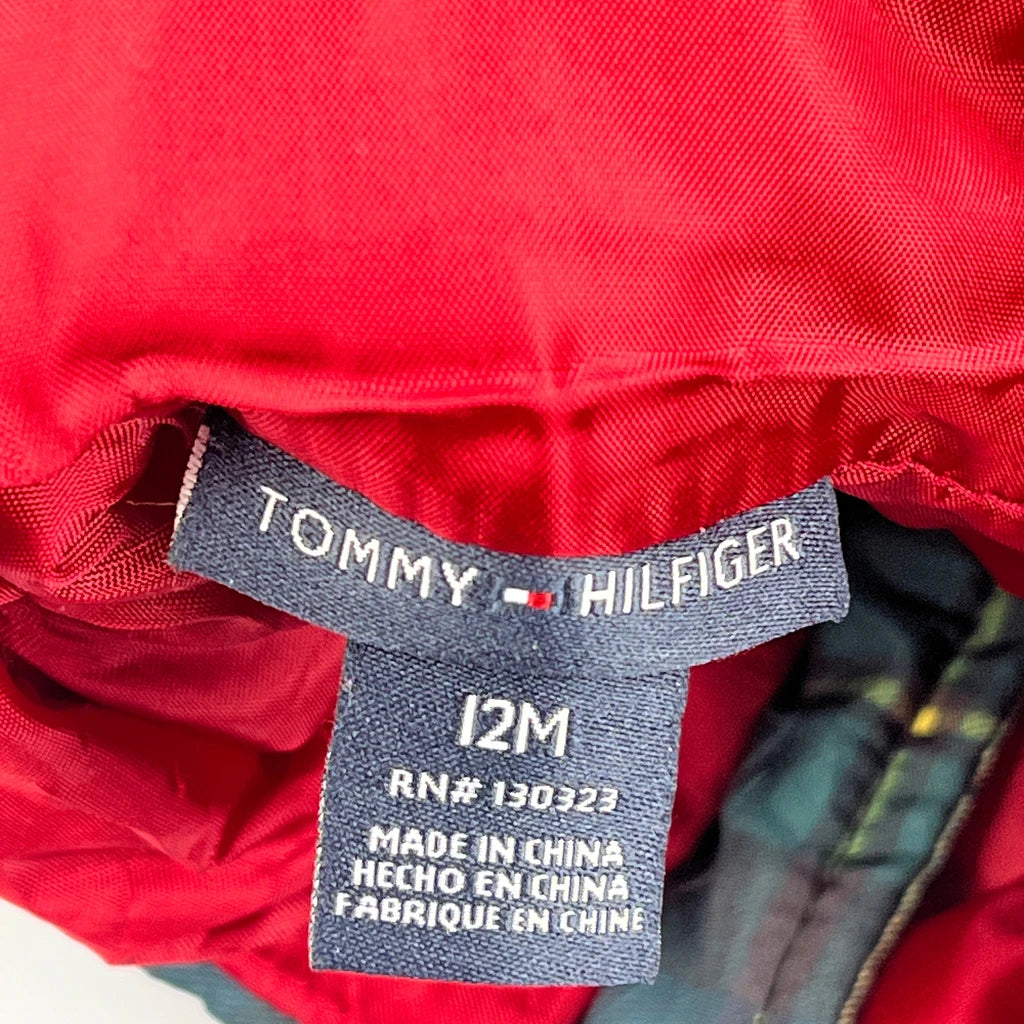 TOMMY HILFIGER
12M
RN# 130323
MADE IN CHINA
HECHO EN CHINA
FABRIQUE EN CHINE